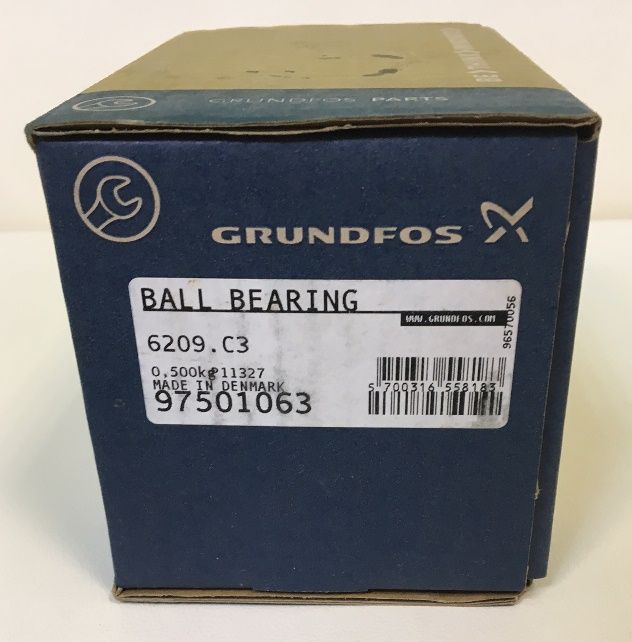 GRUNDFOS PARTS
GRUNDFOS
BALL BEARING
WWW.GRUNDFOS.COM
96570056
6209.C3
0,500kg P11327
MADE IN DENMARK
97501063
5 700316 558183